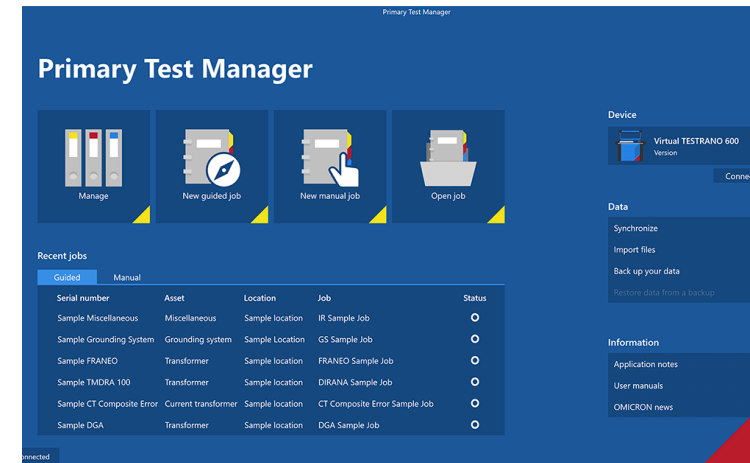 Primary Test Manager
Primary Test Manager
Manage
New guided job
New manual job
Open job
Recent jobs
Guided Manual
Serial number Asset Location Job Status
Sample Miscellaneous Miscellaneous Sample location IR Sample Job
Sample Grounding System Grounding system Sample Location GS Sample Job
Sample FRANEO Transformer Sample location FRANEO Sample Job
Sample TMDRA 100 Transformer Sample location DIRANA Sample Job
Sample CT Composite Error Current transformer Sample location CT Composite Error Sample Job
Sample DGA Transformer Sample location DGA Sample Job
Device
Virtual TESTRANO 600
Version
Data
Synchronize
Import files
Back up your data
Restore data from a backup
Information
Application notes
User manuals
OMICRON news